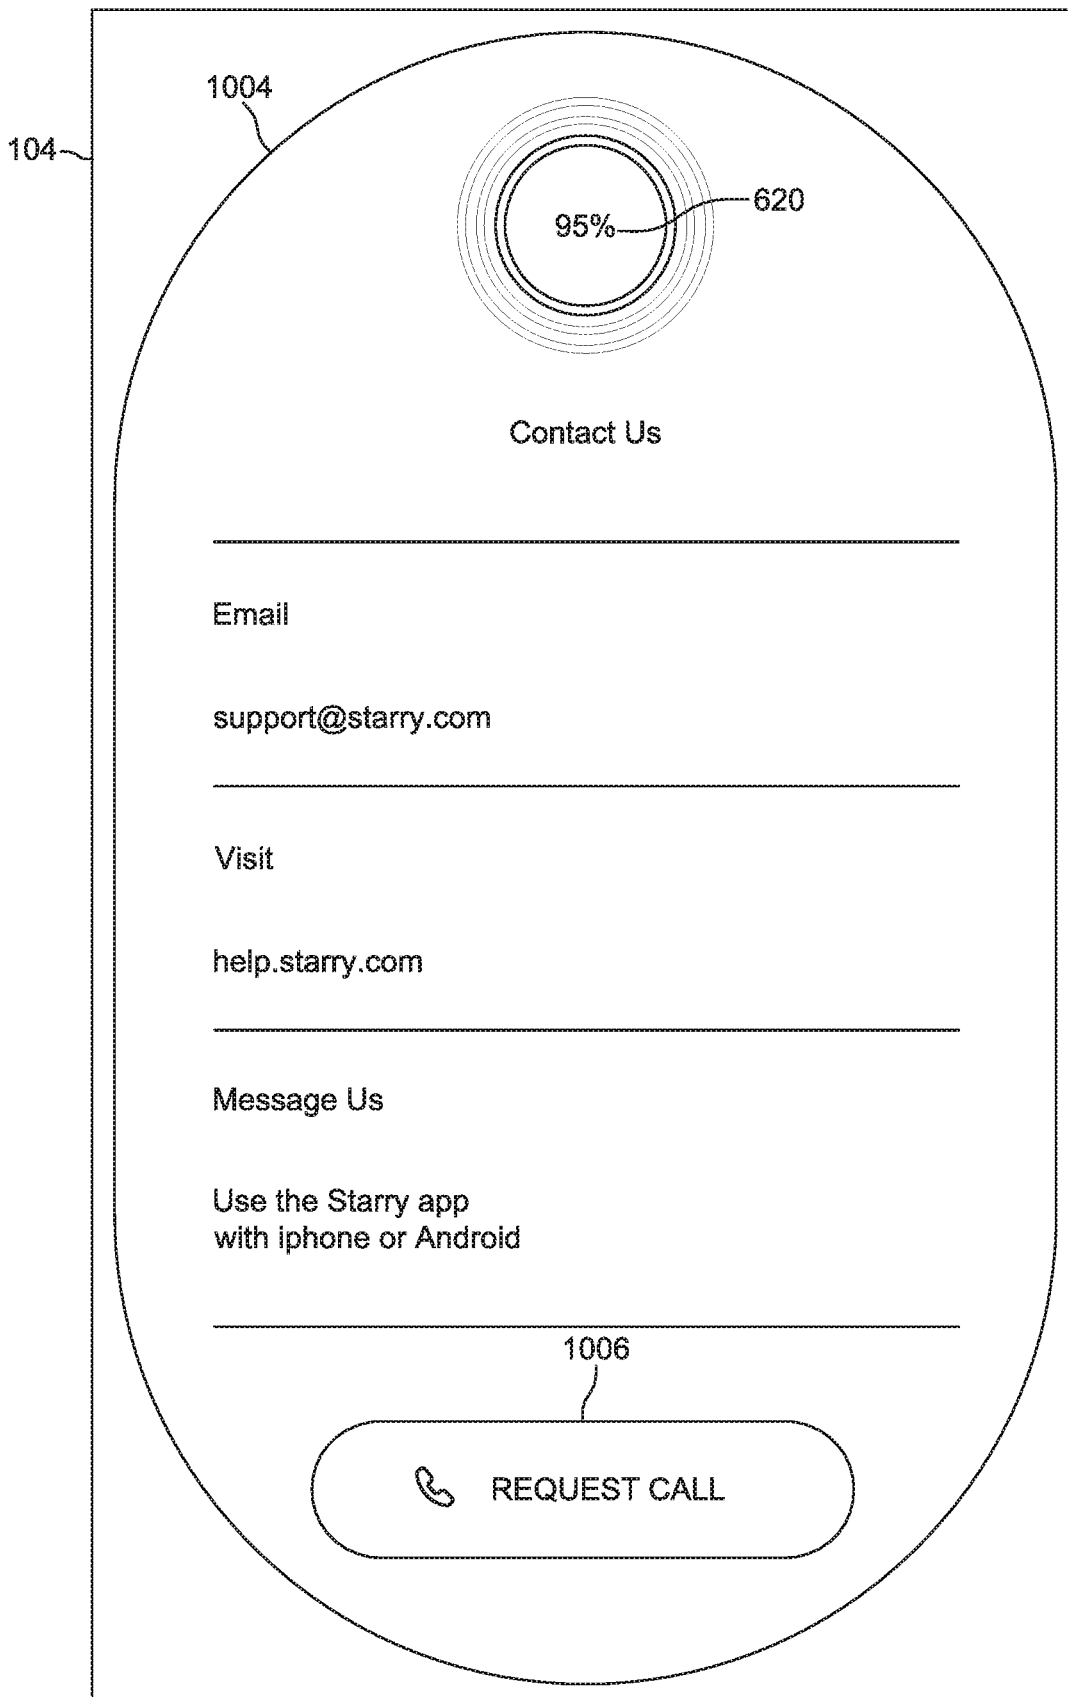 1004
104
620
95%
Contact Us
Email
support@starry.com
Visit
help.starry.com
Message Us
Use the Starry app
with iphone or Android
1006
REQUEST CALL